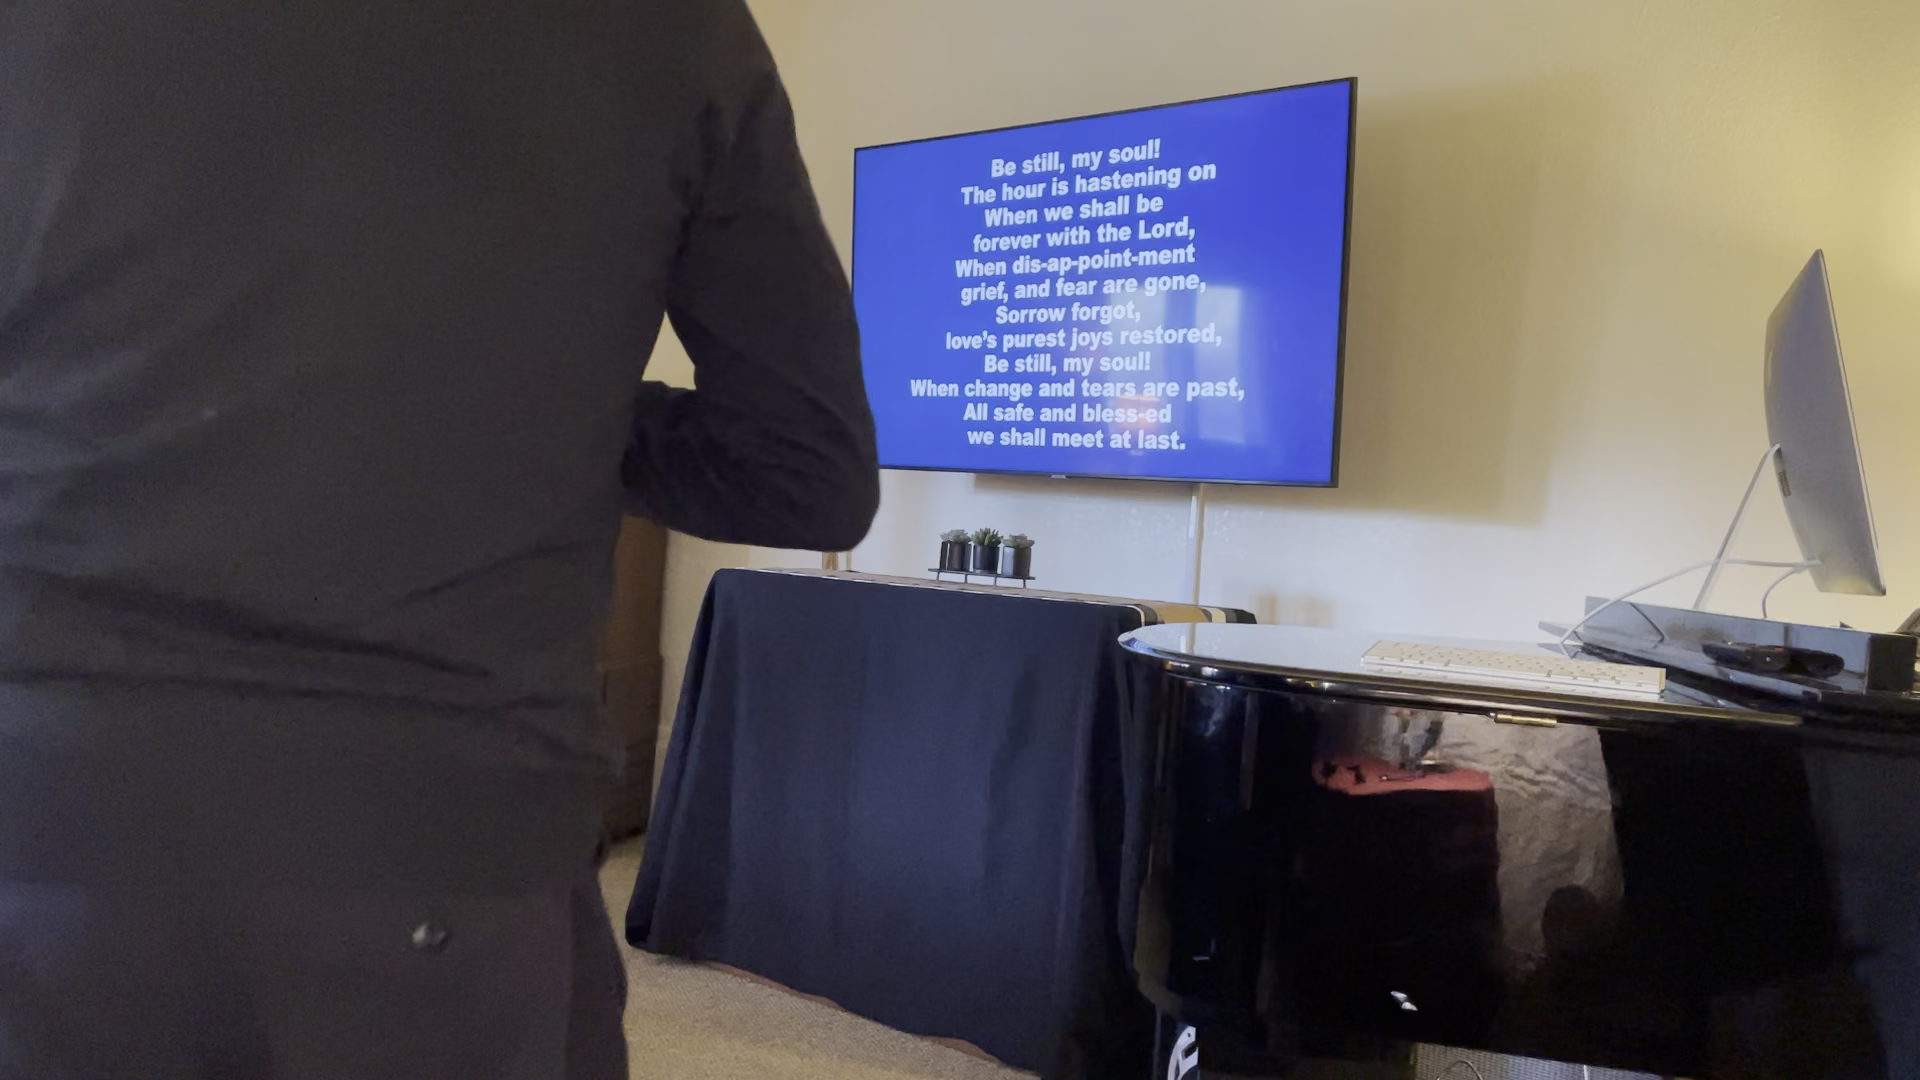 Be still, my soul!
The hour is hastening on
When we shall be
forever with the Lord,
When dis-ap-point-ment
grief, and fear are gone,
Sorrow forgot,
love's purest joys restored,
Be still, my soul!
When change and tears are past,
All safe and bless-ed
we shall meet at last.